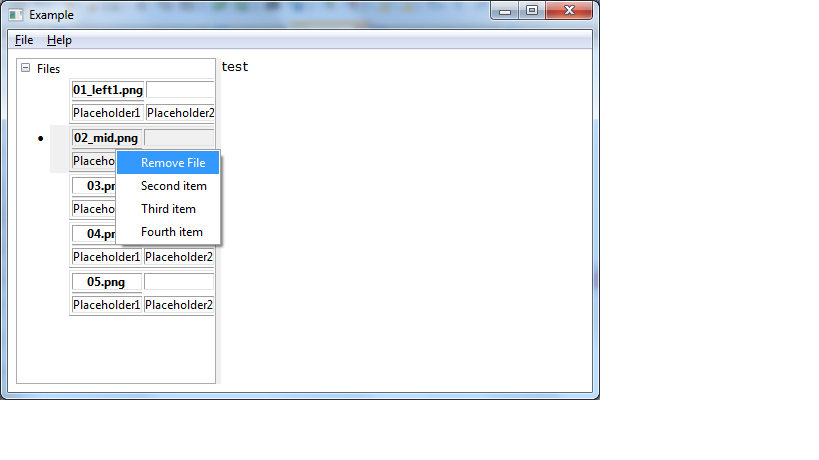 Example
File Help
Files
test
01_left1.png
Placeholder1 Placeholder2
02_mid.png
Placeho
Remove File
03.pn
Second item
Placeho
Third item
04.p
Fourth item
Placeholder1 Placeholder2
05.png
Placeholder1 Placeholder2